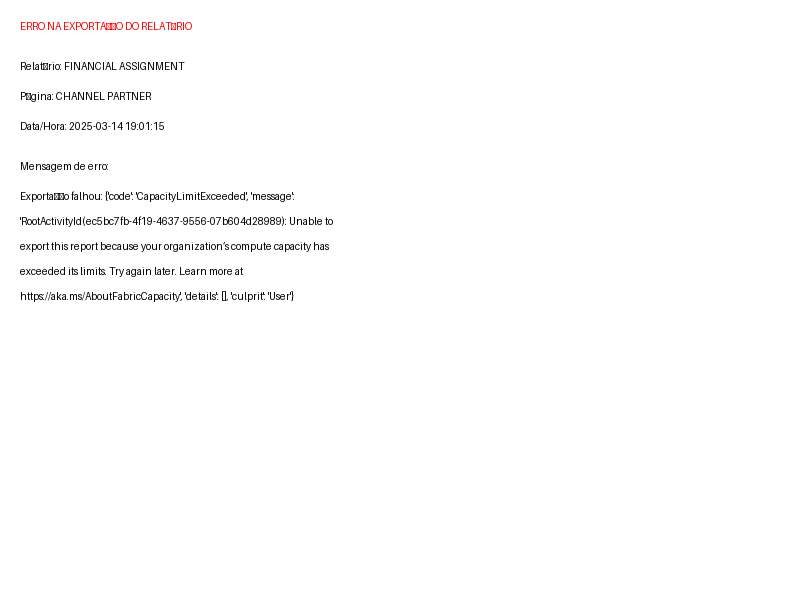 ERRO NA EXPORTA□□O DO RELAT□RIO
Relat□rio: FINANCIAL ASSIGNMENT
P□gina: CHANNEL PARTNER
Data/Hora: 2025-03-14 19:01:15
Mensagem de erro:
Exporta□□o falhou: {'code': 'CapacityLimitExceeded', 'message':
'RootActivityId(ec5bc7fb-4f19-4637-9556-07b604d28989): Unable to
export this report because your organization’s compute capacity has
exceeded its limits. Try again later. Learn more at
https://aka.ms/AboutFabricCapacity', 'details': [], 'culprit': 'User'}